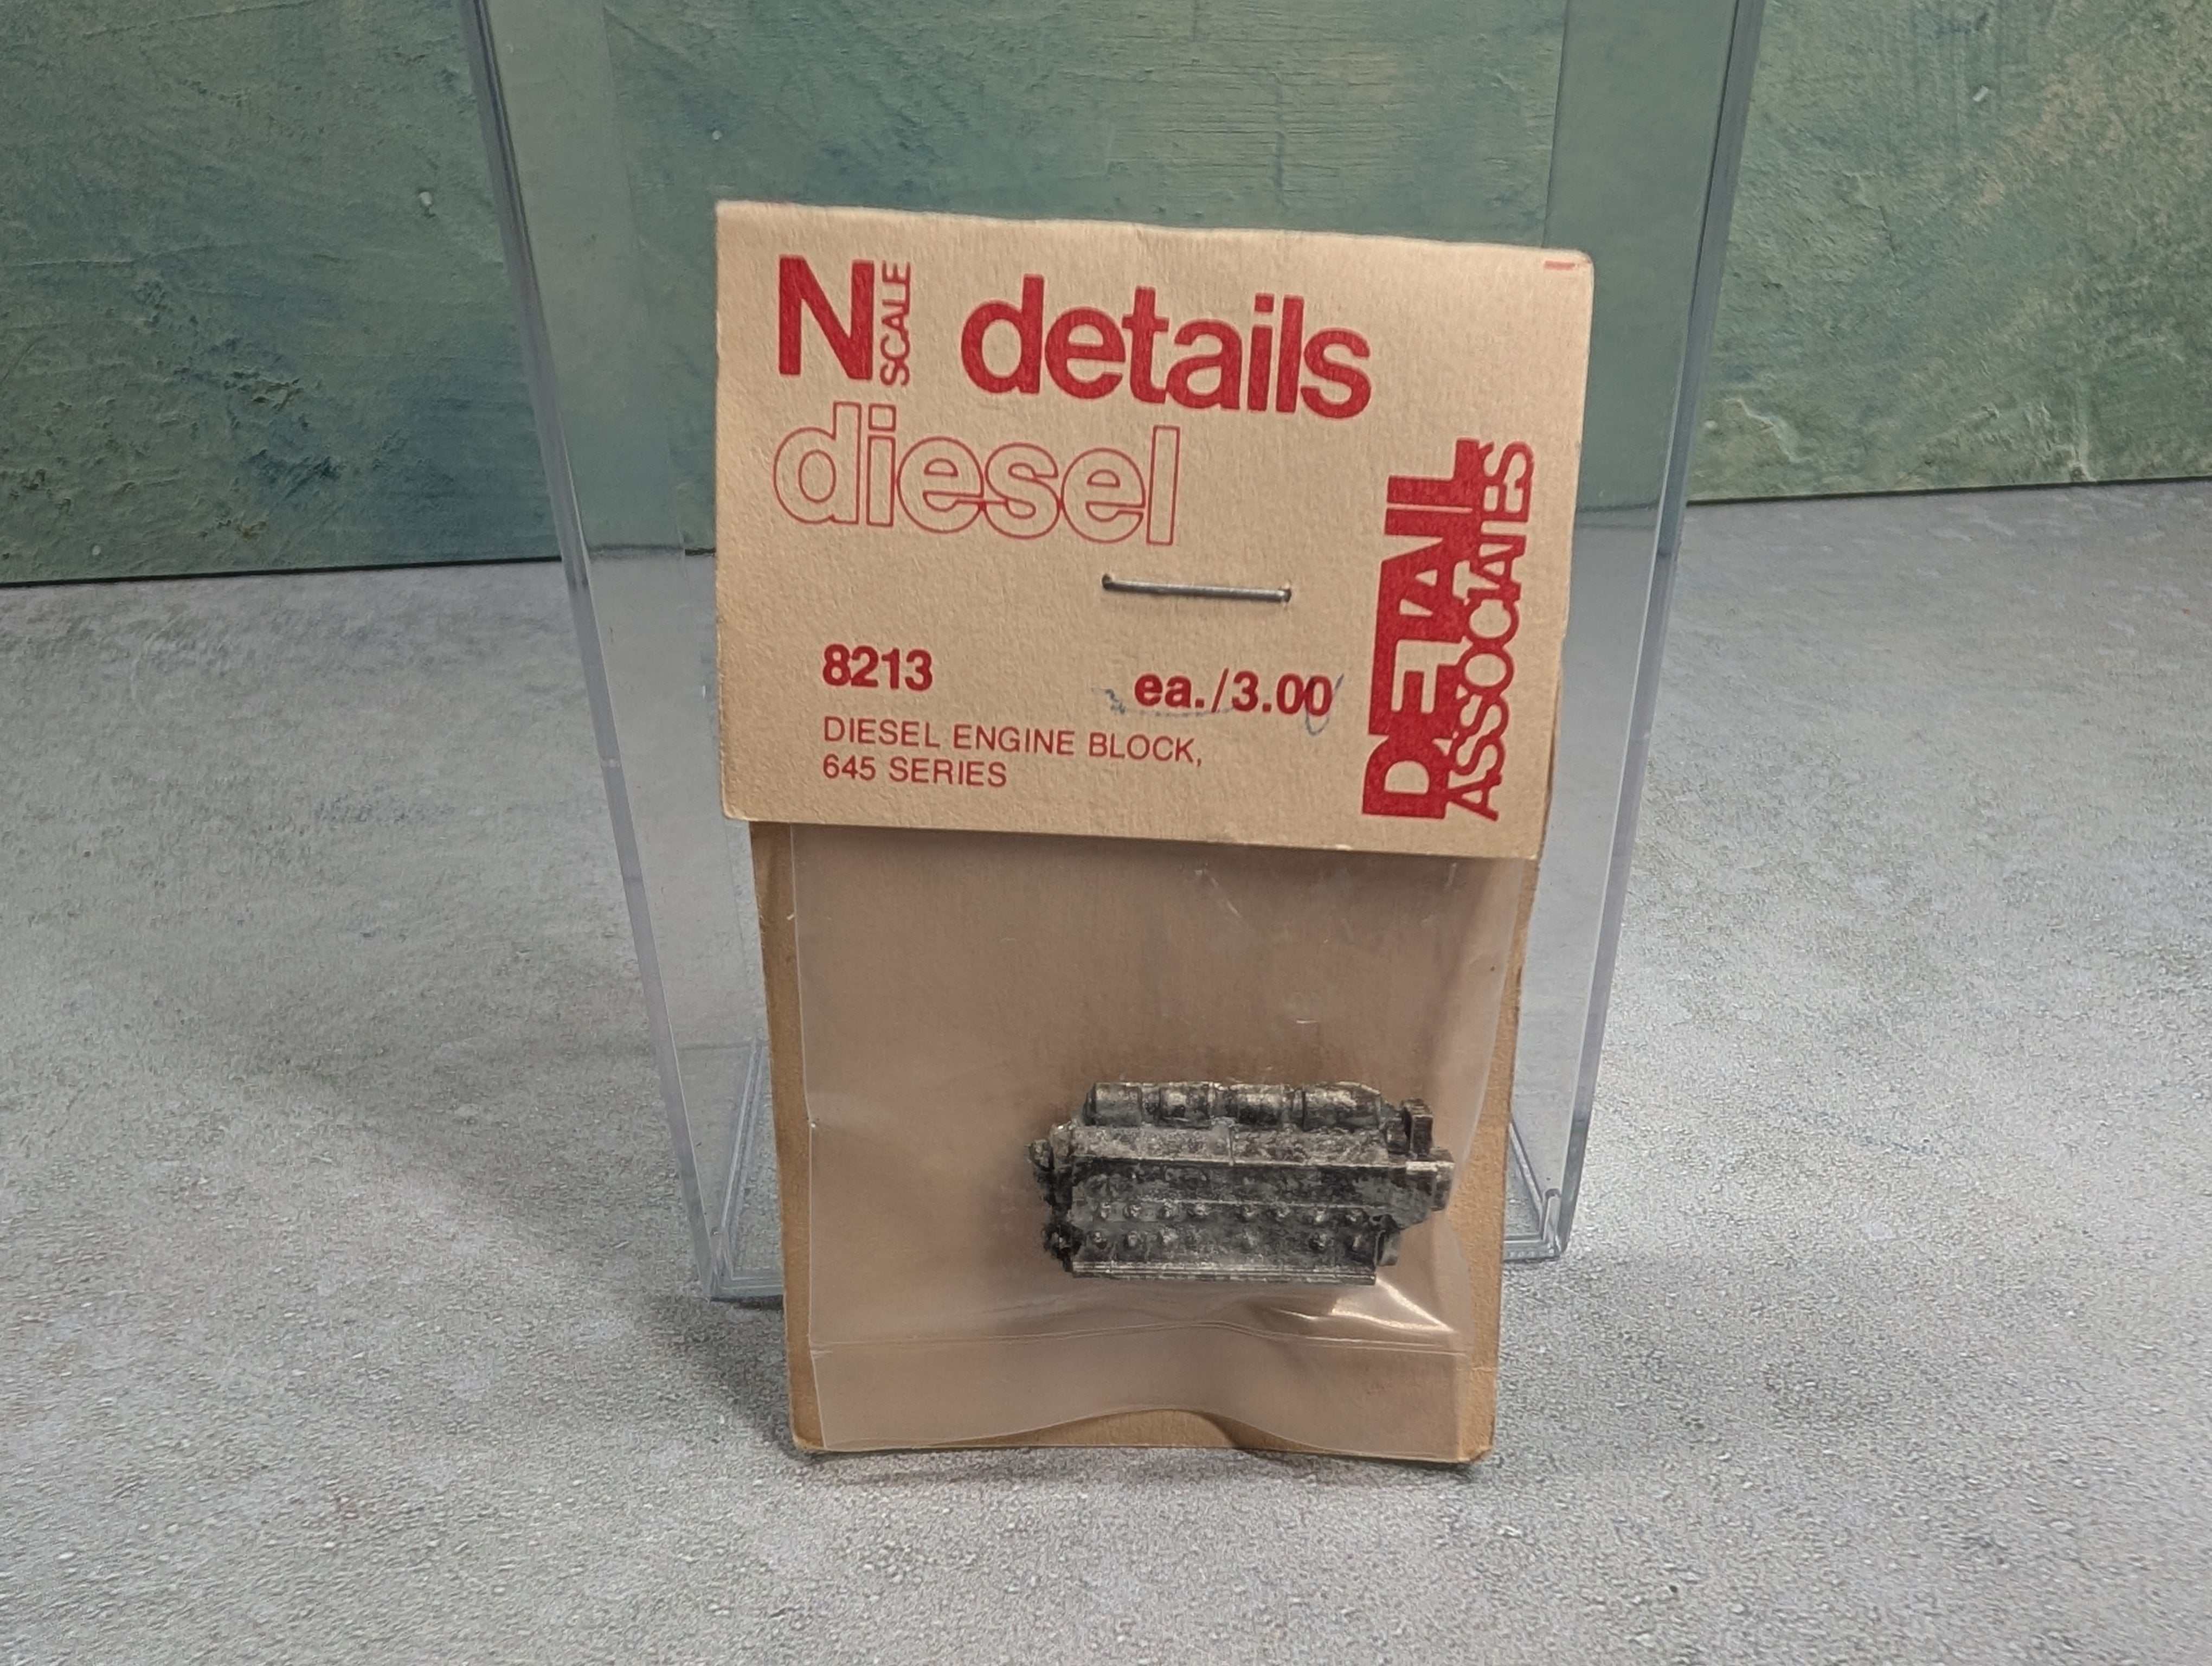 N SCALE details
diesel
8213 ea./3.00
DIESEL ENGINE BLOCK,
645 SERIES
DETAIL
ASSOCIATES